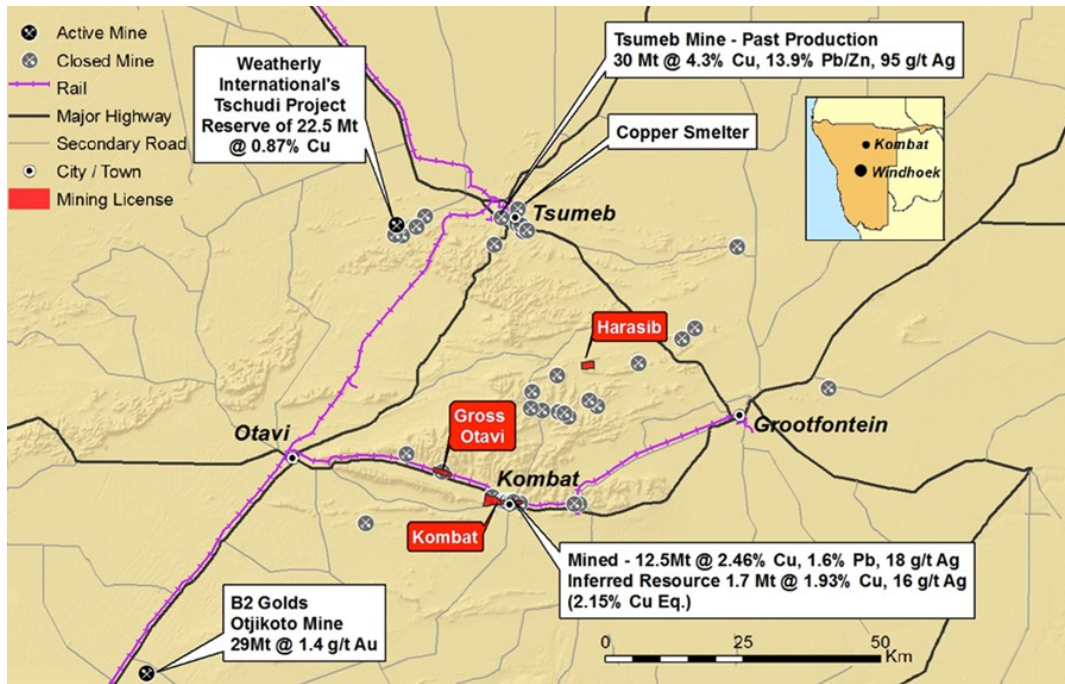 Active Mine
Closed Mine
Rail
Major Highway
Secondary Road
City / Town
Mining License
Weatherly
International's
Tschudi Project
Reserve of 22.5 Mt
@ 0.87% Cu
Tsumeb Mine - Past Production
30 Mt @ 4.3% Cu, 13.9% Pb/Zn, 95 g/t Ag
Copper Smelter
Kombat
Windhoek
Tsumeb
Harasib
Gross
Otavi
Otavi
Grootfontein
Kombat
Kombat
Mined - 12.5Mt @ 2.46% Cu, 1.6% Pb, 18 g/t Ag
Inferred Resource 1.7 Mt @ 1.93% Cu, 16 g/t Ag
(2.15% Cu Eq.)
B2 Golds
Otjikoto Mine
29Mt @ 1.4 g/t Au
0 25 50
Km